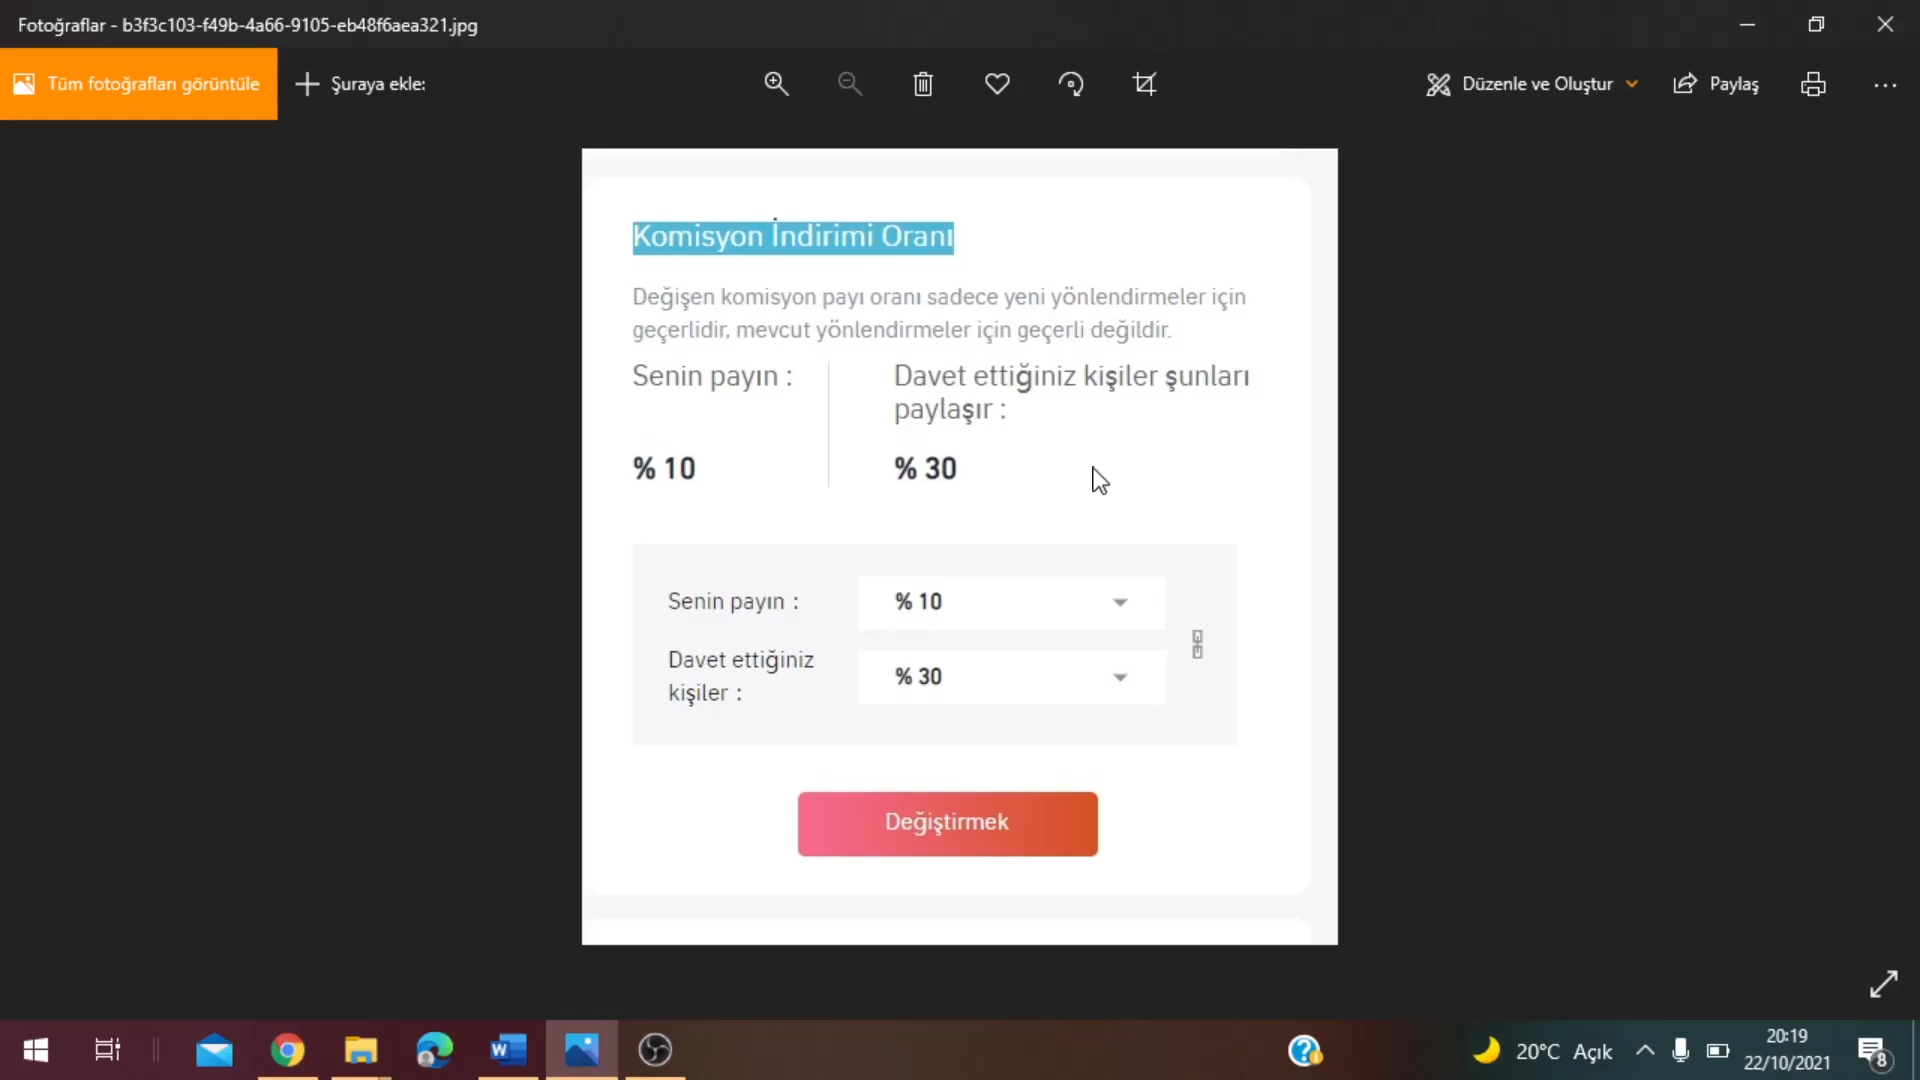 Fotoğraflar - b3f3c103-f49b-4a66-9105-eb48f6aea321.jpg
Tüm fotoğrafları görüntüle
Şuraya ekle:
Düzenle ve Oluştur
Paylaş
Komisyon İndirimi Oranı
Değişen komisyon payı oranı sadece yeni yönlendirmeler için
geçerlidir, mevcut yönlendirmeler için geçerli değildir.
Senin payın :
Davet ettiğiniz kişiler şunları
paylaşır :
% 10
% 30
Senin payın :
% 10
Davet ettiğiniz
kişiler :
% 30
Değiştirmek
20°C Açık
20:19
22/10/2021
8